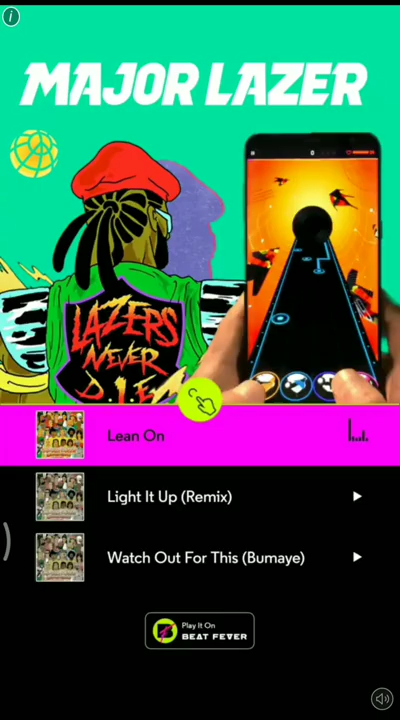 MAJOR LAZER
LAZERS
NEVER
D.I.E
Lean On
Light It Up (Remix)
Watch Out For This (Bumaye)
Play It On
BEAT FEVER